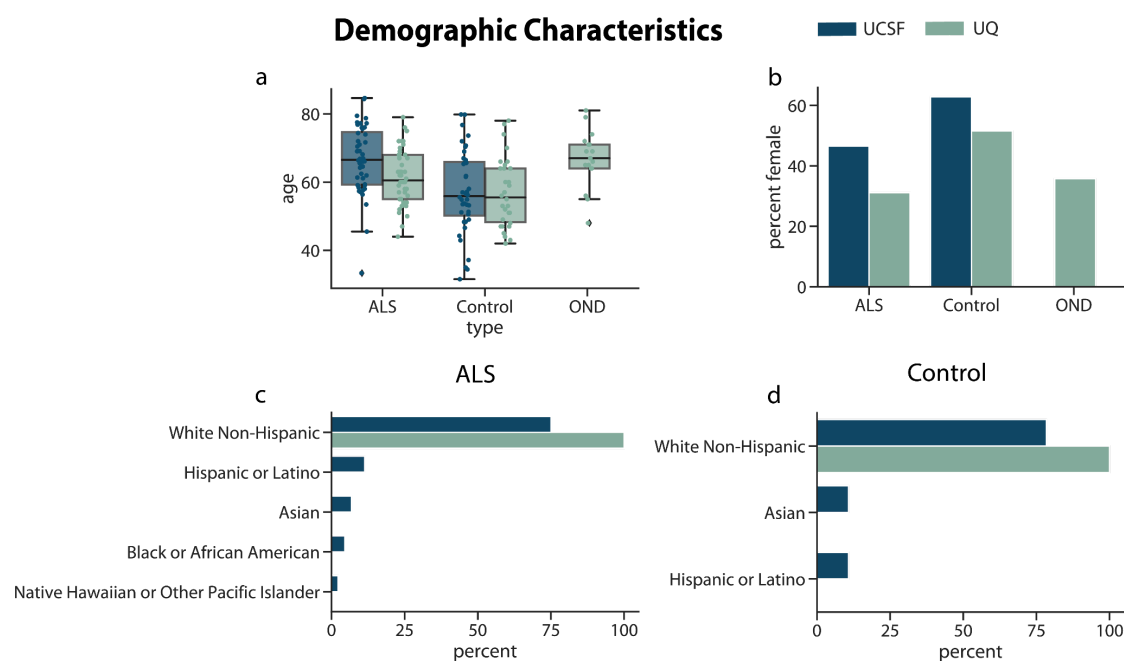 Demographic Characteristics
UCSF
UQ
a
80
60
40
age
ALS
Control
OND
type
b
60
40
20
0
percent female
ALS
Control
OND
c
ALS
White Non-Hispanic
Hispanic or Latino
Asian
Black or African American
Native Hawaiian or Other Pacific Islander
0
25
50
75
100
percent
d
Control
White Non-Hispanic
Asian
Hispanic or Latino
0
25
50
75
100
percent